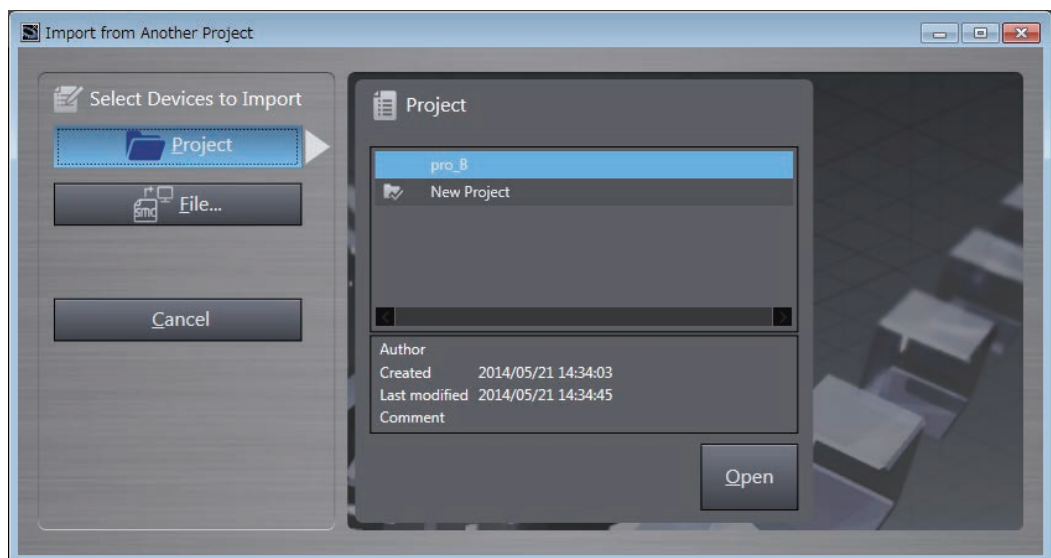 Import from Another Project
Select Devices to Import
Project
smc File...
Cancel
Project
pro_B
New Project
Author
Created 2014/05/21 14:34:03
Last modified 2014/05/21 14:34:45
Comment
Open